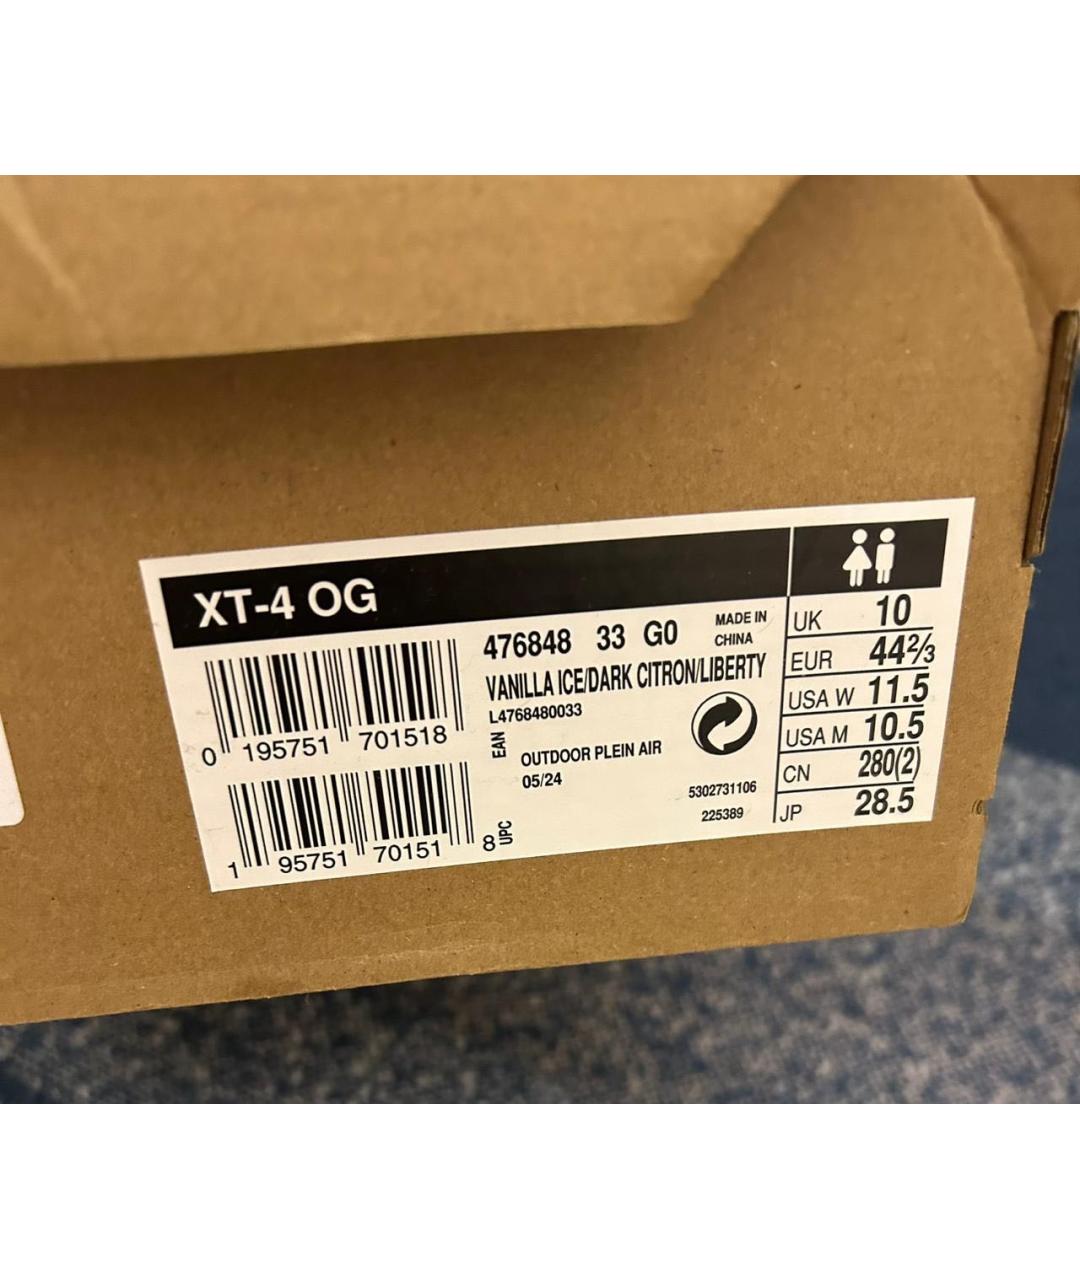 XT-4 OG
476848 33 G0
MADE IN
CHINA
VANILLA ICE/DARK CITRON/LIBERTY
L4768480033
EAN
0 195751 701518
OUTDOOR PLEIN AIR
05/24
5302731106
225389
1 95751 70151 8
UPC
UK 10
EUR 44⅔
USA W 11.5
USA M 10.5
CN 280(2)
JP 28.5